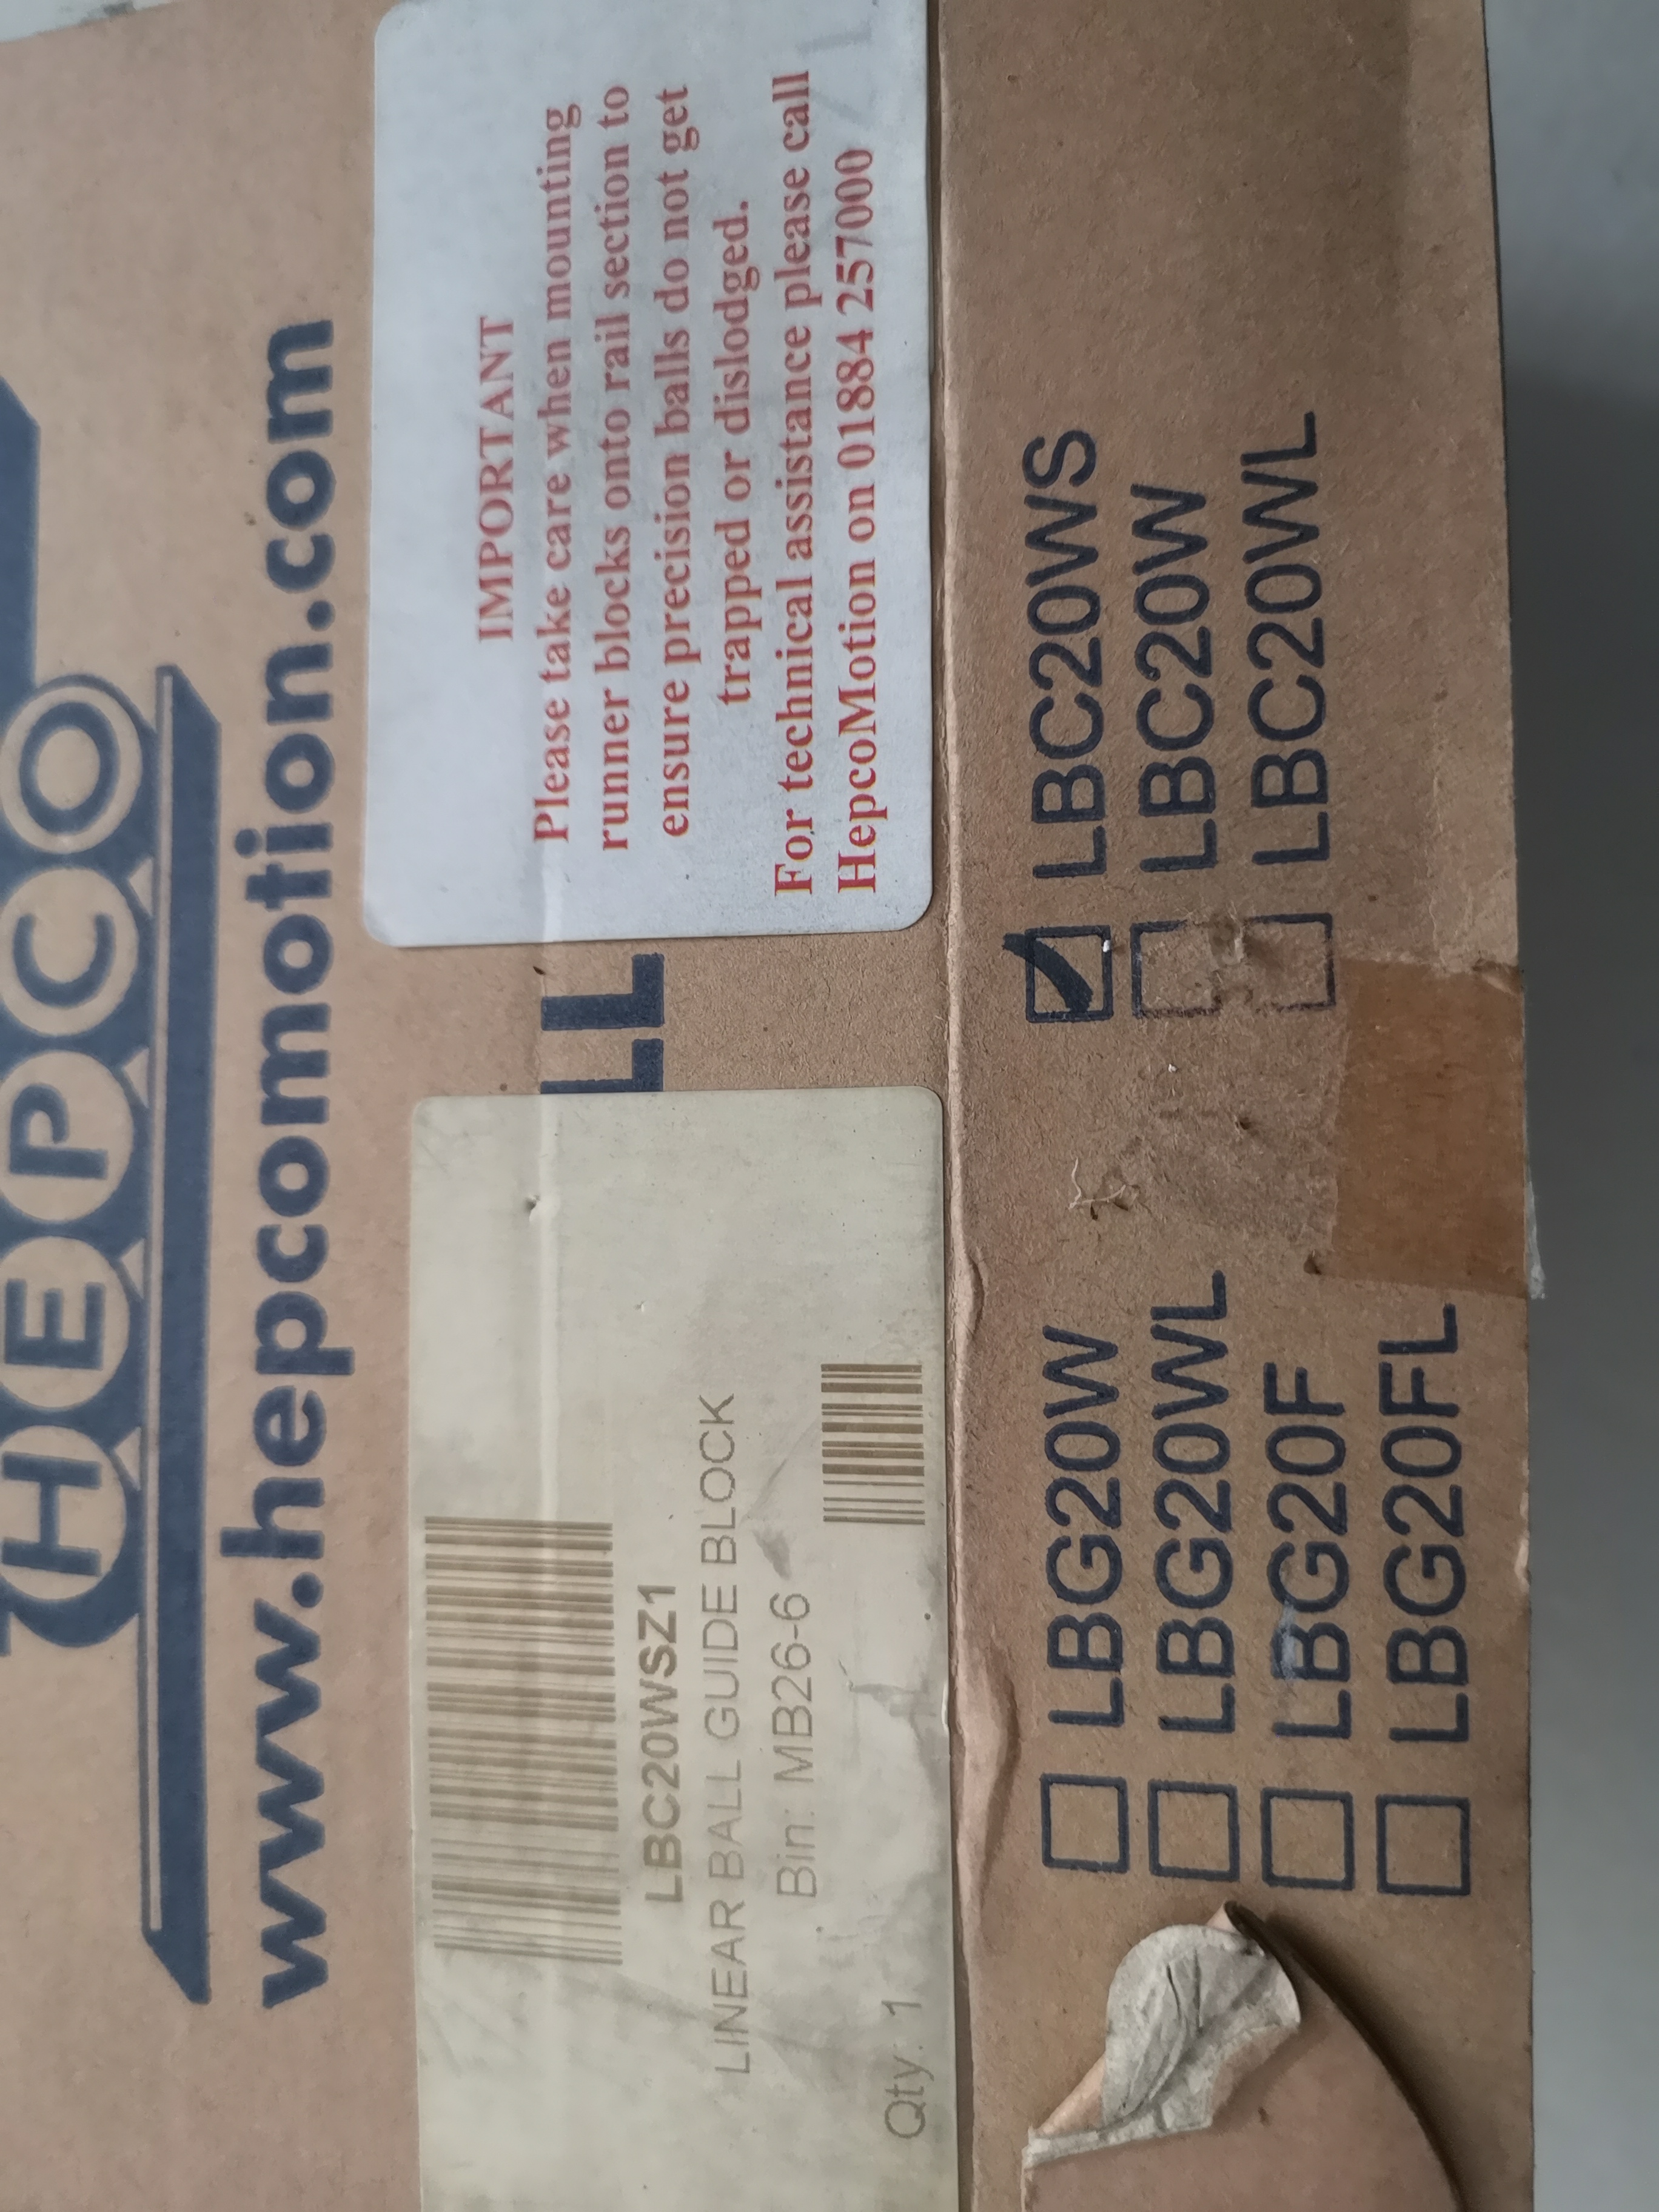 HEPCO
www.hepcomotion.com
LL
LBC20WSZ1
LINEAR BALL GUIDE BLOCK
Bin: MB26-6
Qty: 1
IMPORTANT
Please take care when mounting
runner blocks onto rail section to
ensure precision balls do not get
trapped or dislodged.
For technical assistance please call
HepcoMotion on 01884 257000
LBG20W
LBG20WL
LBG20F
LBG20FL
LBC20WS
LBC20W
LBC20WL